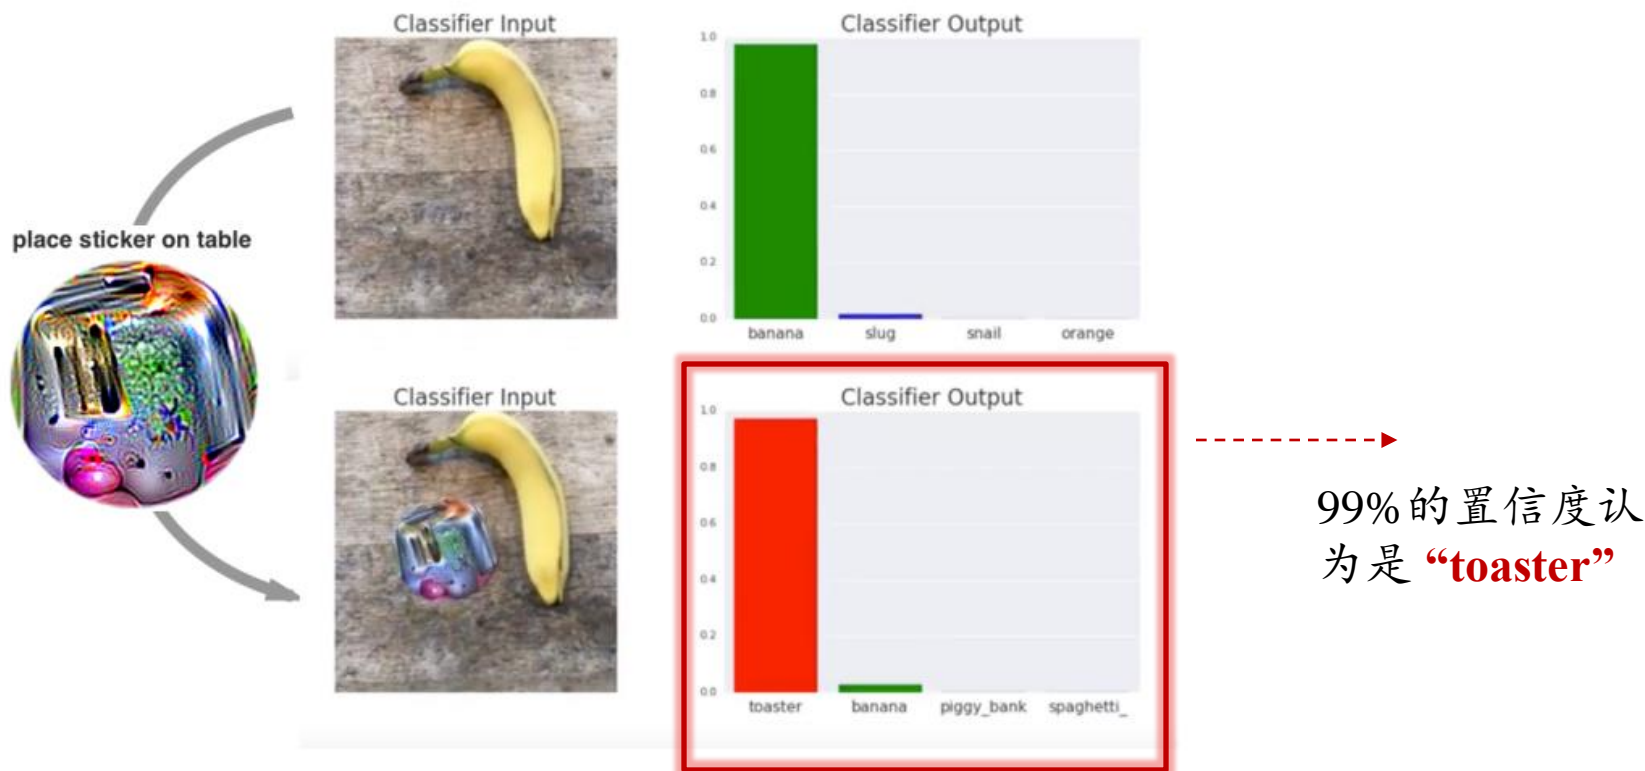 Classifier Input
Classifier Output
1.0
0.8
0.6
0.4
0.2
0.0
banana slug snail orange
place sticker on table
Classifier Input
Classifier Output
1.0
0.8
0.6
0.4
0.2
0.0
toaster banana piggy_bank spaghetti_
99%的置信度认
为是 “toaster”